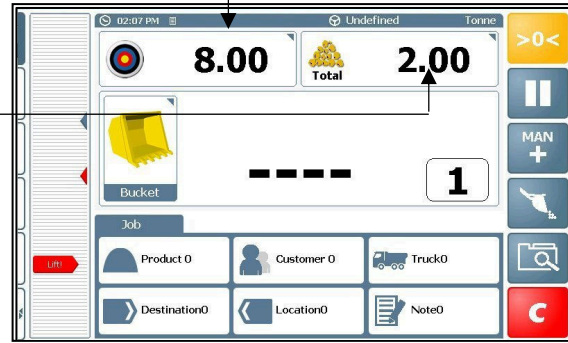 02:07 PM Undefined Tonne
8.00 Total 2.00
>0<
MAN
+
Bucket ---- 1
Job
Lift!
Product 0 Customer 0 Truck0
Destination0 Location0 Note0
C